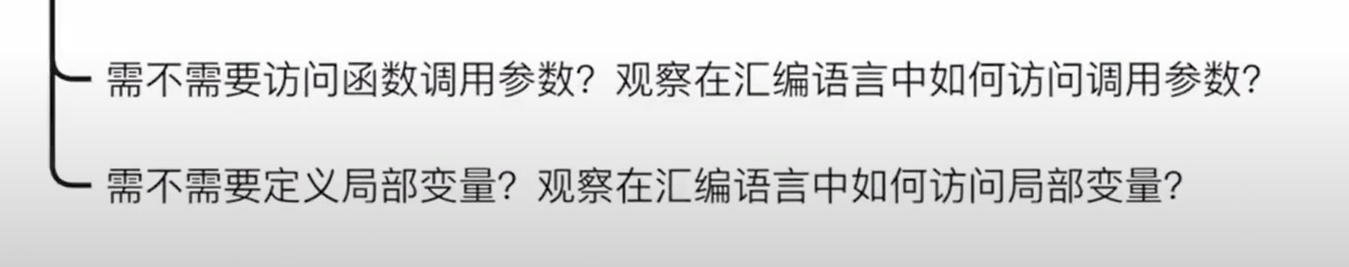 需不需要访问函数调用参数？观察在汇编语言中如何访问调用参数？
需不需要定义局部变量？观察在汇编语言中如何访问局部变量？